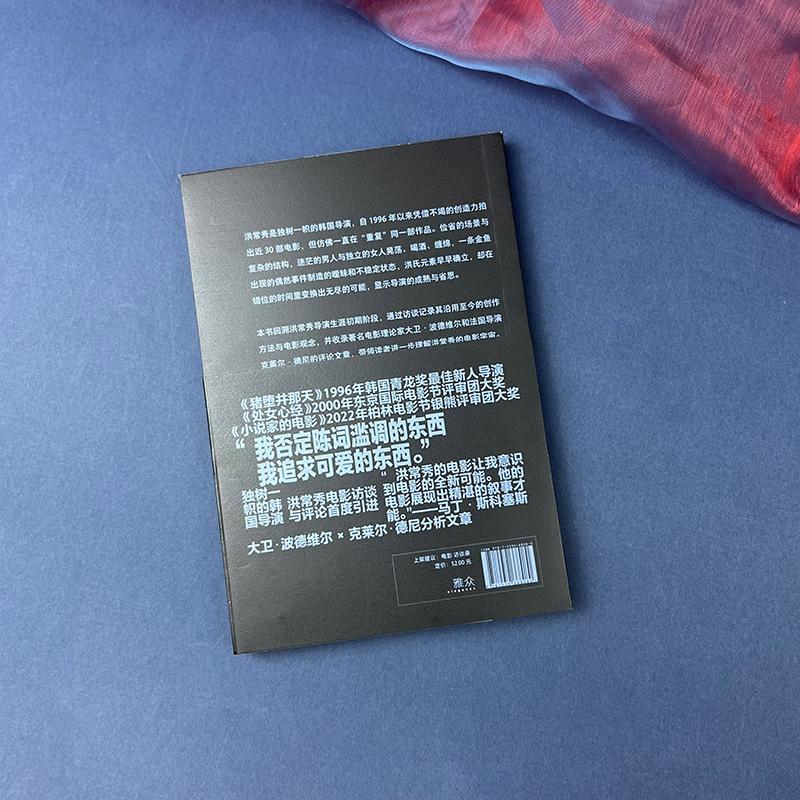 洪常秀是独树一帜的韩国导演，自1996年以来凭借不竭的创造力拍
出近30部电影，但仿佛一直在“重复”同一部作品。俭省的场景与
复杂的结构，迷茫的男人与独立的女人晃荡、喝酒、缠绵，一条金鱼
出现的偶然事件制造的暧昧和不稳定状态，洪氏元素早早确立，却在
错位的时间里变换出无尽的可能，显示导演的成熟与省思。
本书回溯洪常秀导演生涯初期阶段，通过访谈记录其沿用至今的创作
方法与电影观念，并收录著名电影理论家大卫·波德维尔和法国导演
克莱尔·德尼的评论文章，带领读者进一步理解洪常秀的电影宇宙。
《猪堕井那天》1996年韩国青龙奖最佳新人导演
《处女心经》2000年东京国际电影节评审团大奖
《小说家的电影》2022年柏林电影节银熊评审团大奖
“我否定陈词滥调的东西
我追求可爱的东西。”
独树一
帜的韩
国导演
洪常秀电影访谈
与评论首度引进
“洪常秀的电影让我意识
到电影的全新可能。他的
电影展现出精湛的叙事才
能。”——马丁·斯科塞斯
大卫·波德维尔 × 克莱尔·德尼分析文章
上架建议：电影 访谈录
定价：52.00 元
雅众